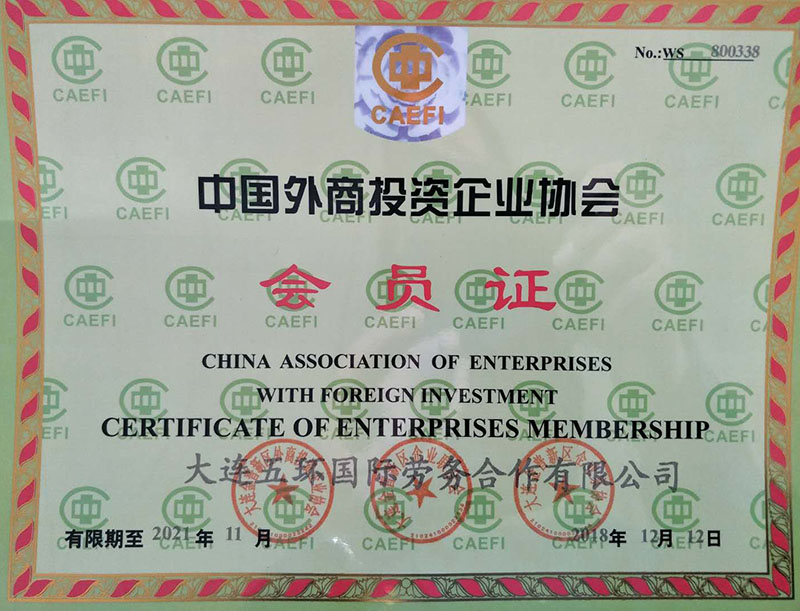 No.:WS 800338
CAEFI
中国外商投资企业协会
会员证
CHINA ASSOCIATION OF ENTERPRISES
WITH FOREIGN INVESTMENT
CERTIFICATE OF ENTERPRISES MEMBERSHIP
大连五环国际劳务合作有限公司
有限期至 2021 年 11 月
2018 年 12 月 12 日